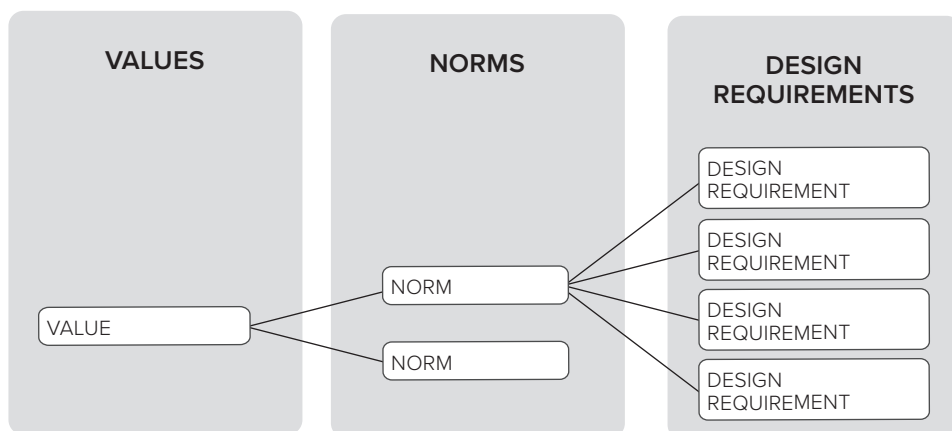 VALUES
NORMS
DESIGN
REQUIREMENTS
VALUE
NORM
NORM
DESIGN
REQUIREMENT
DESIGN
REQUIREMENT
DESIGN
REQUIREMENT
DESIGN
REQUIREMENT